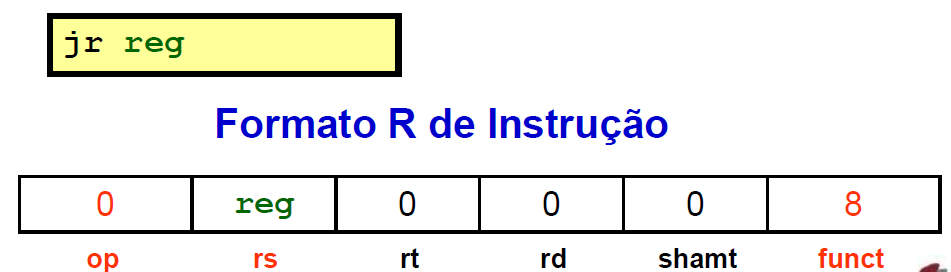 jr reg
Formato R de Instrução
0 reg 0 0 0 8
op rs rt rd shamt funct